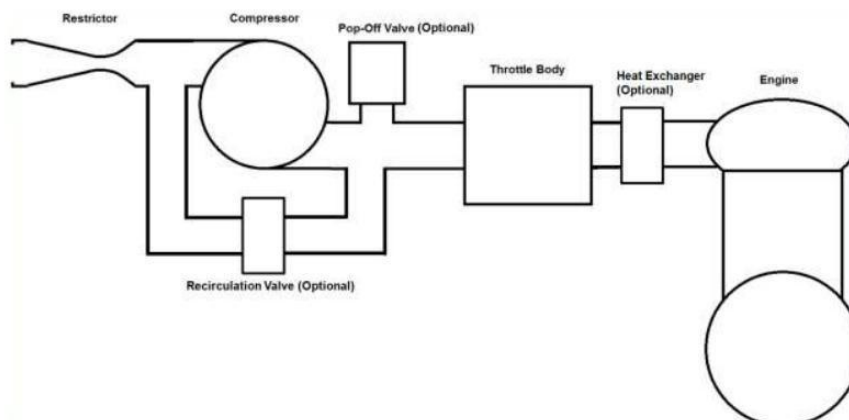 Restrictor
Compressor
Pop-Off Valve (Optional)
Throttle Body
Heat Exchanger
(Optional)
Engine
Recirculation Valve (Optional)